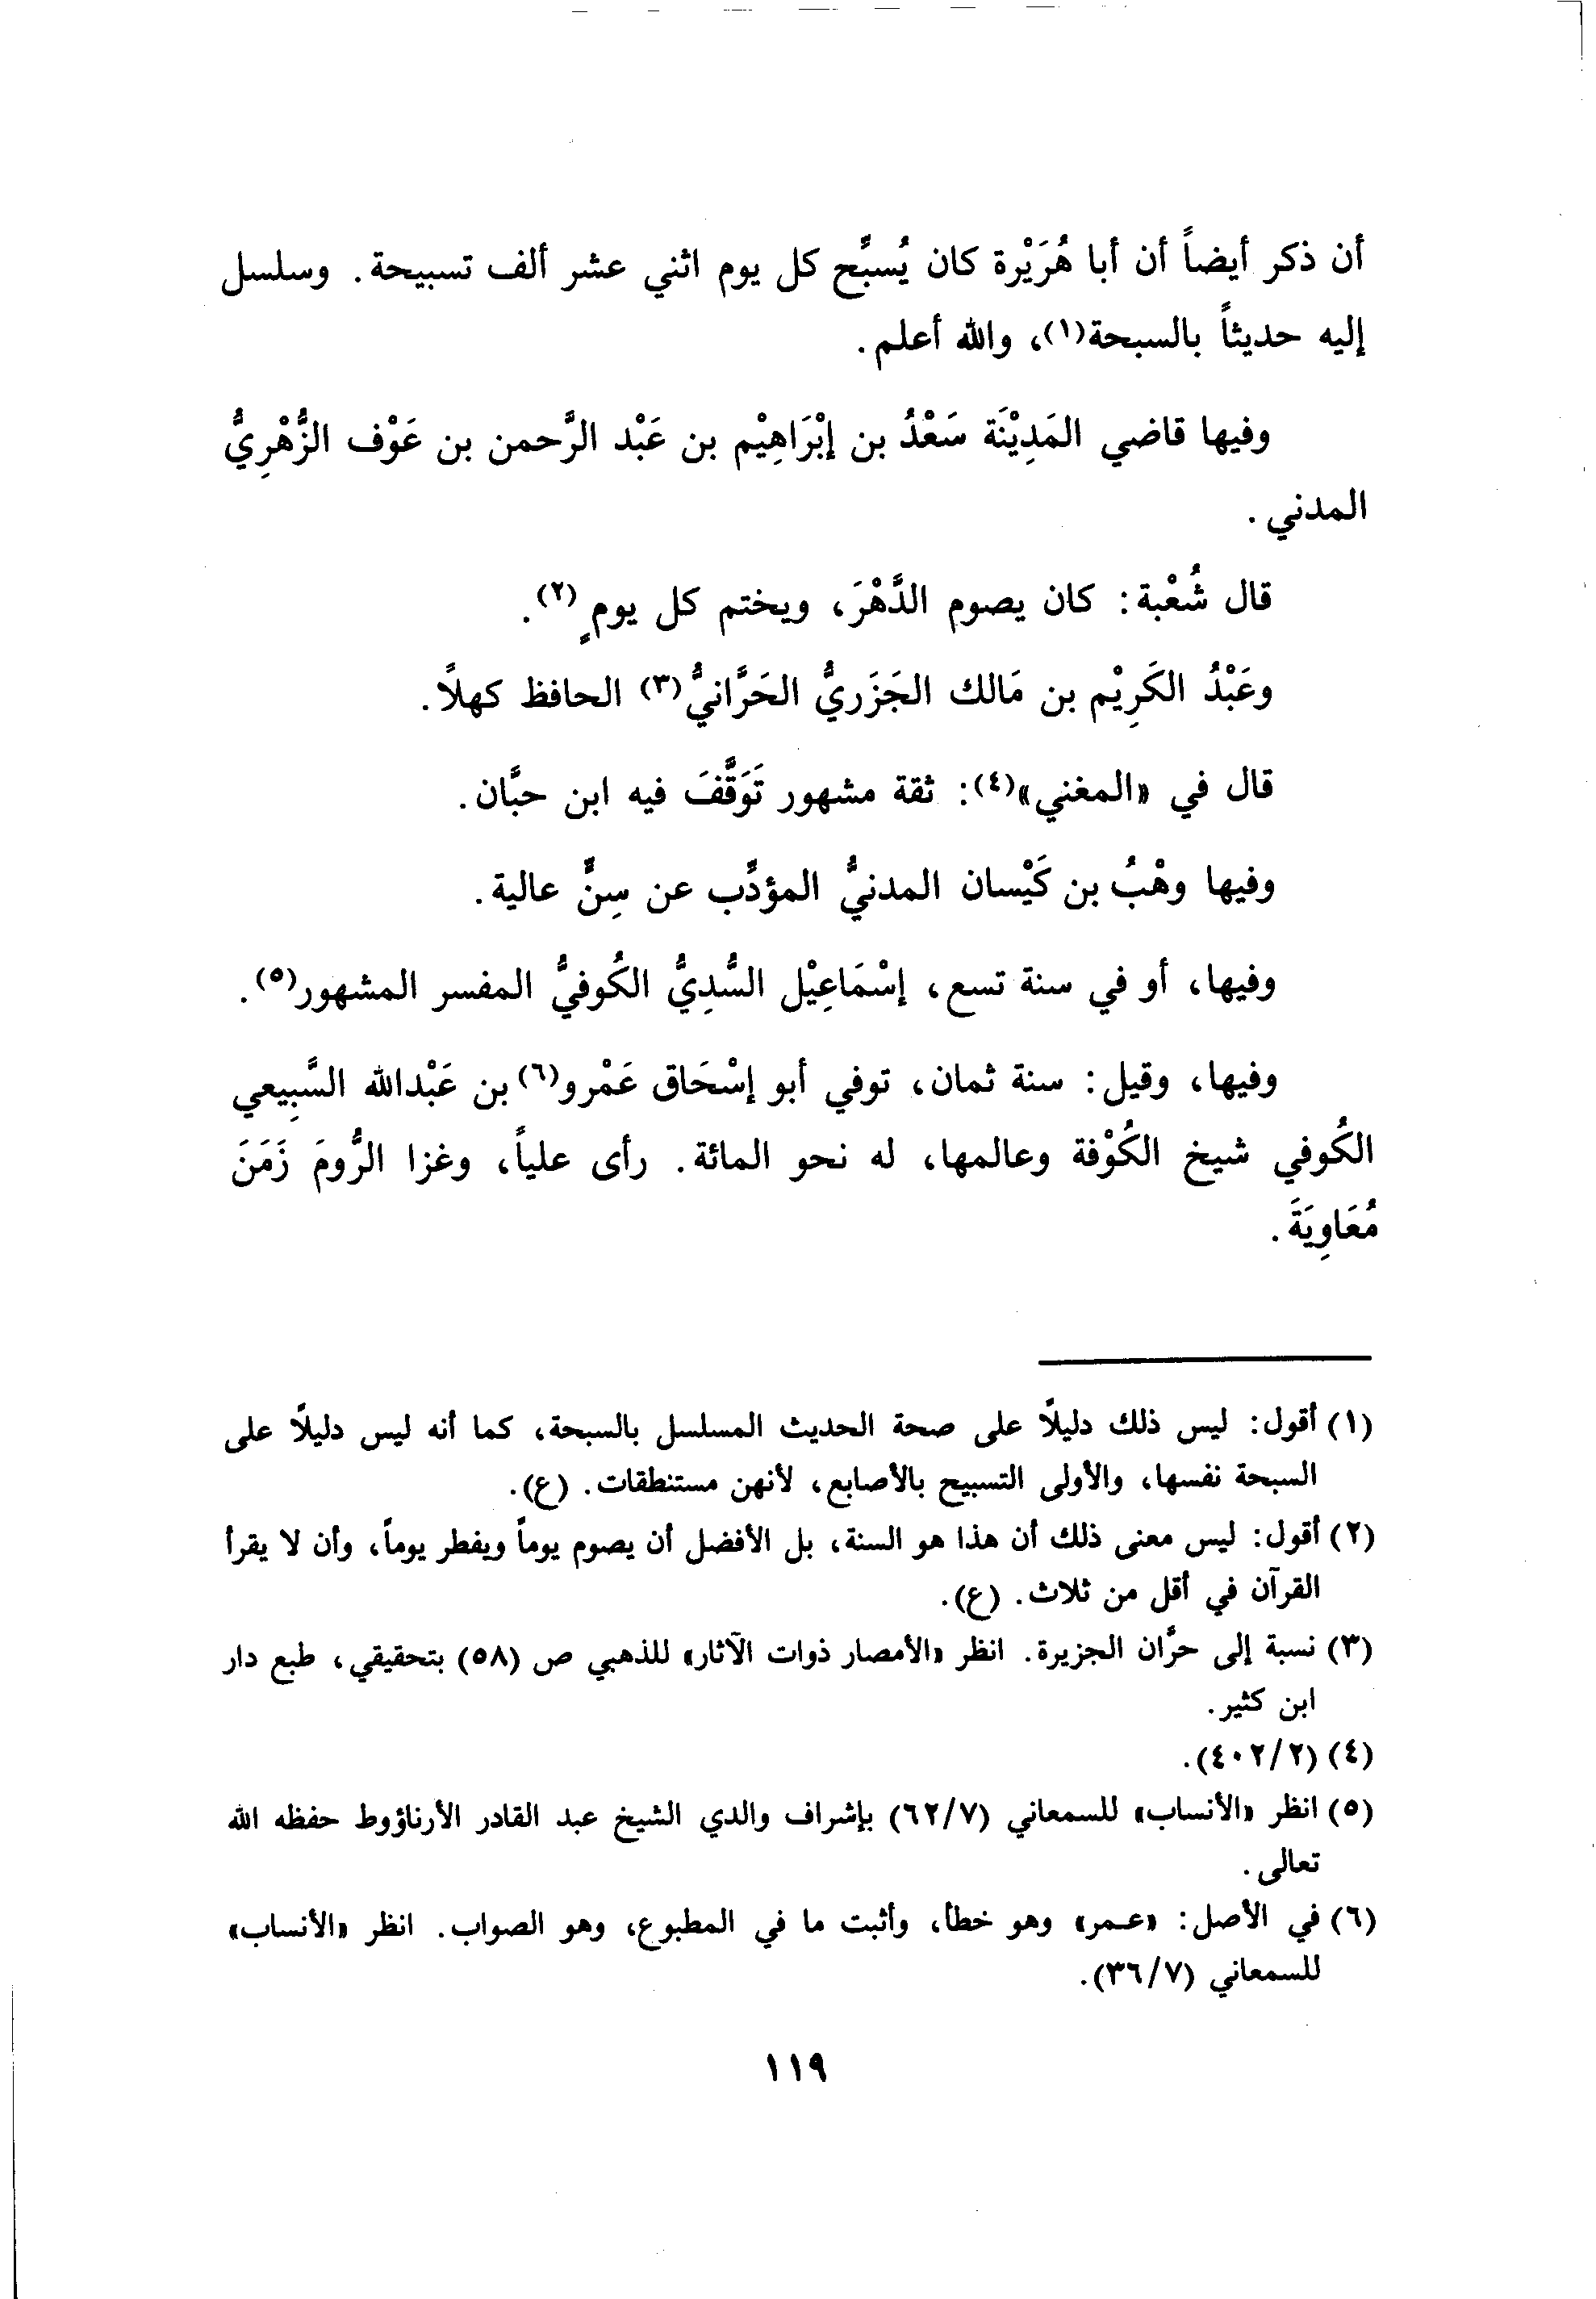 أن ذكر أيضاً أن أبا هُرَيْرة كان يُسبِّح كل يوم اثني عشر ألف تسبيحة. وسلسل
إليه حديثاً بالسبحة(١)، والله أعلم.
وفيها قاضي المَدِيْنَة سَعْدُ بن إبْرَاهِيْم بن عَبْد الرَّحمن بن عَوْف الزُّهْرِيُّ
المدني.
قال شُعْبة: كان يصوم الدَّهْرَ، ويختم كل يومٍ(٢).
وعَبْدُ الكَرِيْم بن مَالك الجَزَريُّ الحَرَّانيُّ(٣) الحافظ كهلاً.
قال في «المغني»(٤): ثقة مشهور تَوَقَّفَ فيه ابن حبَّان.
وفيها وهْبُ بن كَيْسان المدنيُّ المؤدِّب عن سِنٍّ عالية.
وفيها، أو في سنة تسع، إسْمَاعِيْل السُّدِيُّ الكُوفيُّ المفسر المشهور(٥).
وفيها، وقيل: سنة ثمان، توفي أبو إسْحَاق عَمْرو(٦) بن عَبْدالله السَّبِيعي
الكُوفي شيخ الكُوْفة وعالمها، له نحو المائة. رأى علياً، وغزا الرُّومَ زَمَنَ
مُعَاوِيَةَ.
(١) أقول: ليس ذلك دليلاً على صحة الحديث المسلسل بالسبحة، كما أنه ليس دليلاً على
السبحة نفسها، والأولى التسبيح بالأصابع، لأنهن مستنطقات. (ع).
(٢) أقول: ليس معنى ذلك أن هذا هو السنة، بل الأفضل أن يصوم يوماً ويفطر يوماً، وأن لا يقرأ
القرآن في أقل من ثلاث. (ع).
(٣) نسبة إلى حرَّان الجزيرة. انظر «الأمصار ذوات الآثار» للذهبي ص (٥٨) بتحقيقي، طبع دار
ابن كثير.
(٤) (٤٠٢/٢).
(٥) انظر «الأنساب» للسمعاني (٦٢/٧) بإشراف والدي الشيخ عبد القادر الأرناؤوط حفظه الله
تعالى.
(٦) في الأصل: «عـمر» وهو خطأ، وأثبت ما في المطبوع، وهو الصواب. انظر «الأنساب»
للسمعاني (٣٦/٧).
١١٩